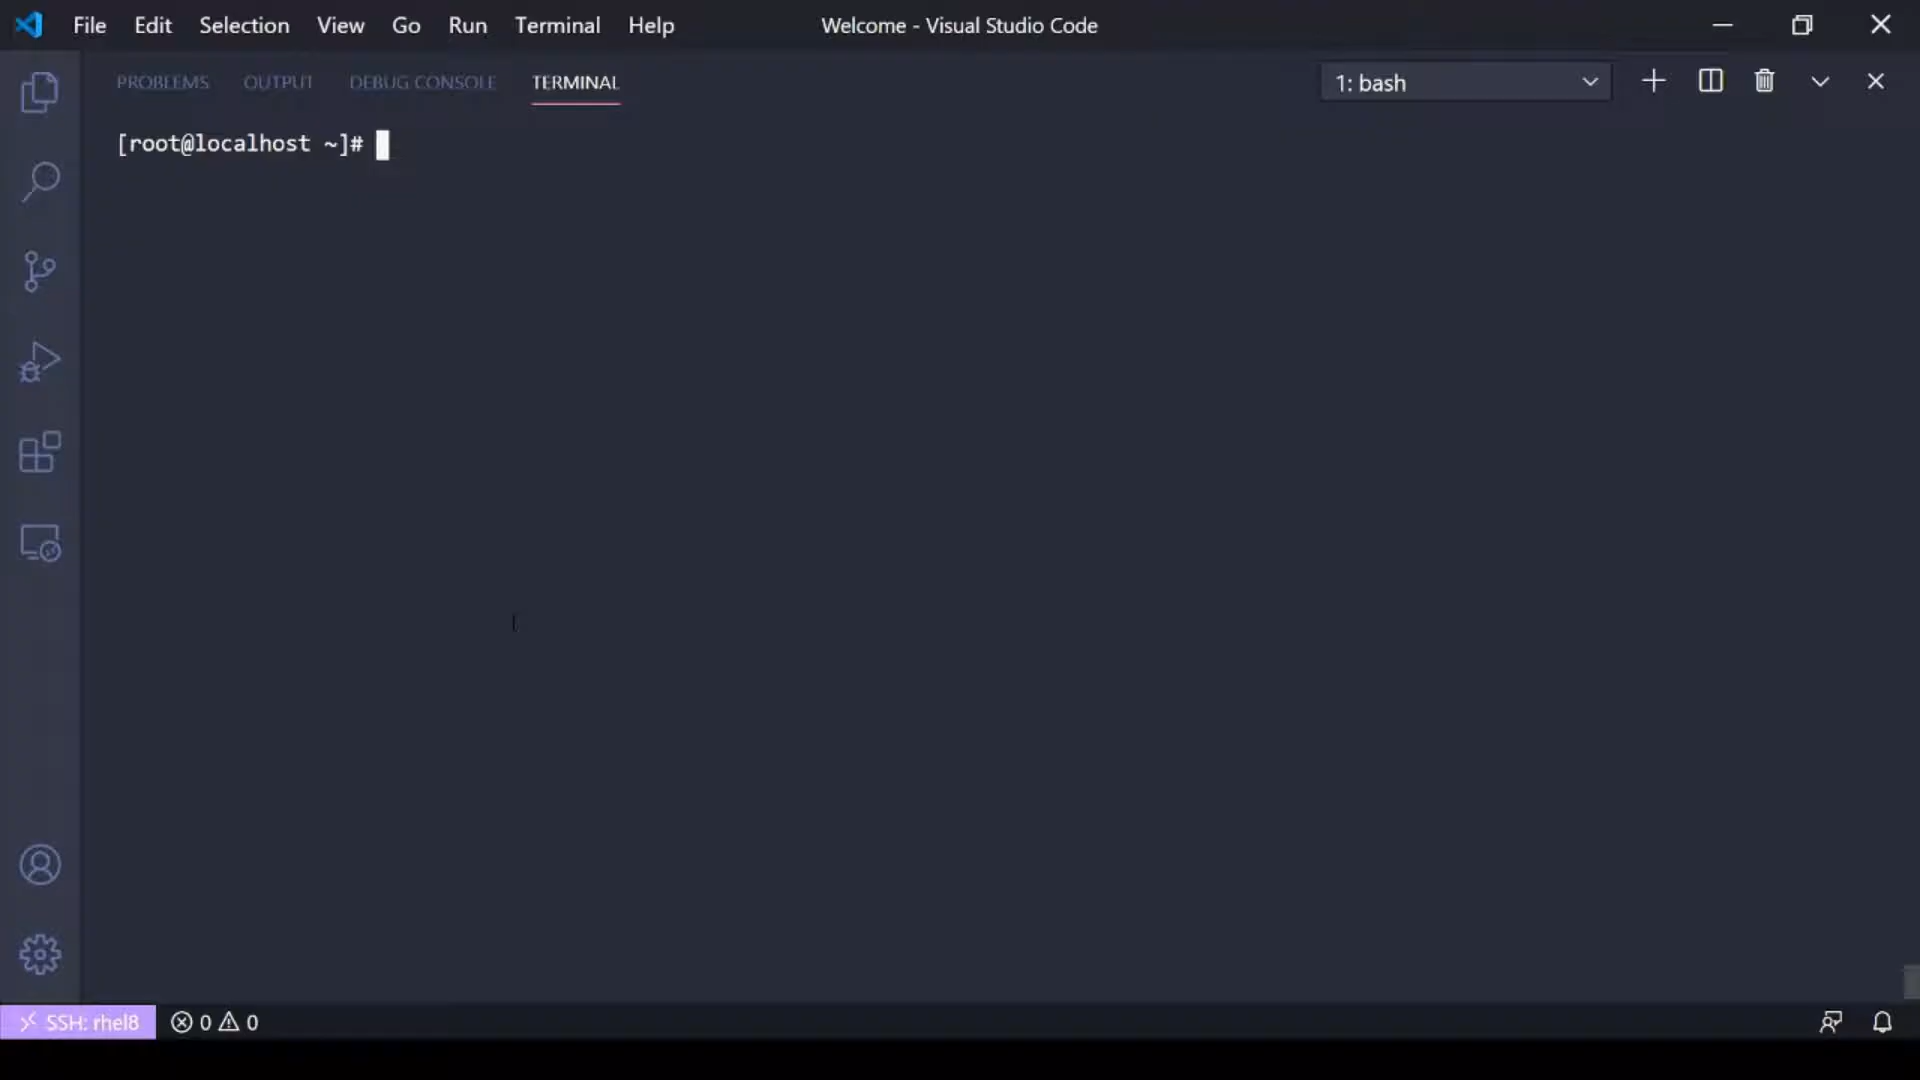 File Edit Selection View Go Run Terminal Help Welcome - Visual Studio Code
PROBLEMS OUTPUT DEBUG CONSOLE TERMINAL 1: bash
[root@localhost ~]#
SSH: rhel8 0 0